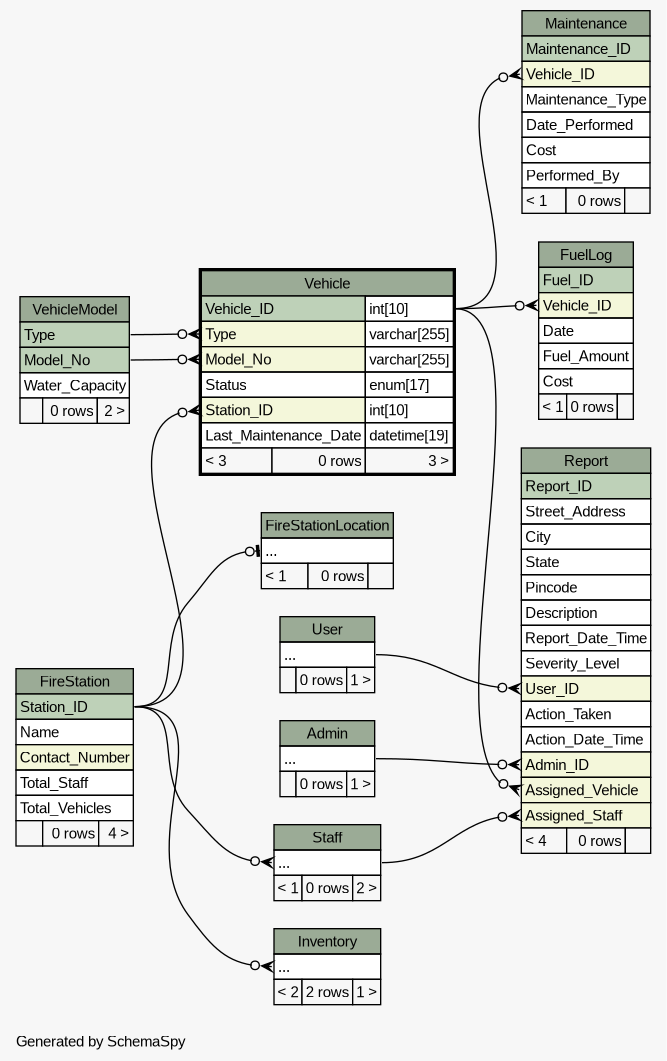 Maintenance
Maintenance_ID
Vehicle_ID
Maintenance_Type
Date_Performed
Cost
Performed_By
< 1 0 rows
FuelLog
Fuel_ID
Vehicle_ID
Date
Fuel_Amount
Cost
< 1 0 rows
Vehicle
Vehicle_ID int[10]
Type varchar[255]
Model_No varchar[255]
Status enum[17]
Station_ID int[10]
Last_Maintenance_Date datetime[19]
< 3 0 rows 3 >
VehicleModel
Type
Model_No
Water_Capacity
0 rows 2 >
Report
Report_ID
Street_Address
City
State
Pincode
Description
Report_Date_Time
Severity_Level
User_ID
Action_Taken
Action_Date_Time
Admin_ID
Assigned_Vehicle
Assigned_Staff
< 4 0 rows
FireStationLocation
...
< 1 0 rows
User
...
0 rows 1 >
FireStation
Station_ID
Name
Contact_Number
Total_Staff
Total_Vehicles
0 rows 4 >
Admin
...
0 rows 1 >
Staff
...
< 1 0 rows 2 >
Inventory
...
< 2 2 rows 1 >
Generated by SchemaSpy